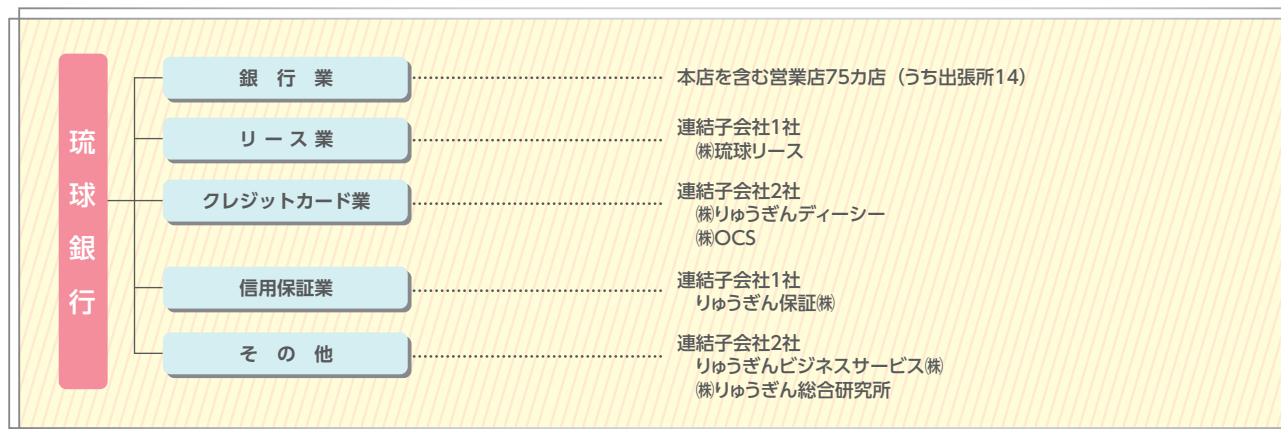 琉球銀行
銀行業
本店を含む営業店75カ店（うち出張所14）
リース業
連結子会社1社
㈱琉球リース
クレジットカード業
連結子会社2社
㈱りゅうぎんディーシー
㈱OCS
信用保証業
連結子会社1社
りゅうぎん保証㈱
その他
連結子会社2社
りゅうぎんビジネスサービス㈱
㈱りゅうぎん総合研究所